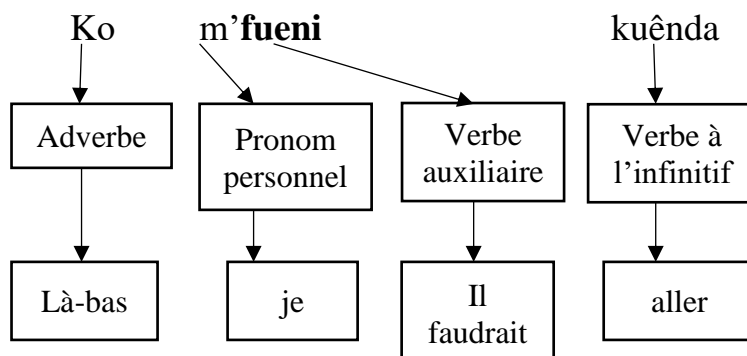 Ko m’fueni kuênda
Adverbe
Pronom
personnel
Verbe
auxiliaire
Verbe à
l’infinitif
Là-bas
je
Il
faudrait
aller